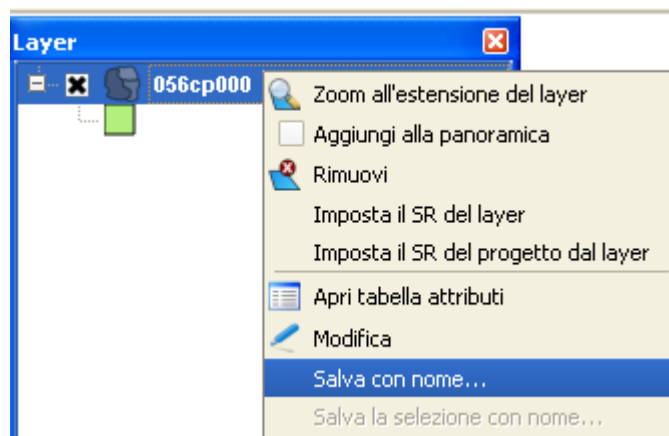 Layer
056cp000
Zoom all'estensione del layer
Aggiungi alla panoramica
Rimuovi
Imposta il SR del layer
Imposta il SR del progetto dal layer
Apri tabella attributi
Modifica
Salva con nome...
Salva la selezione con nome...